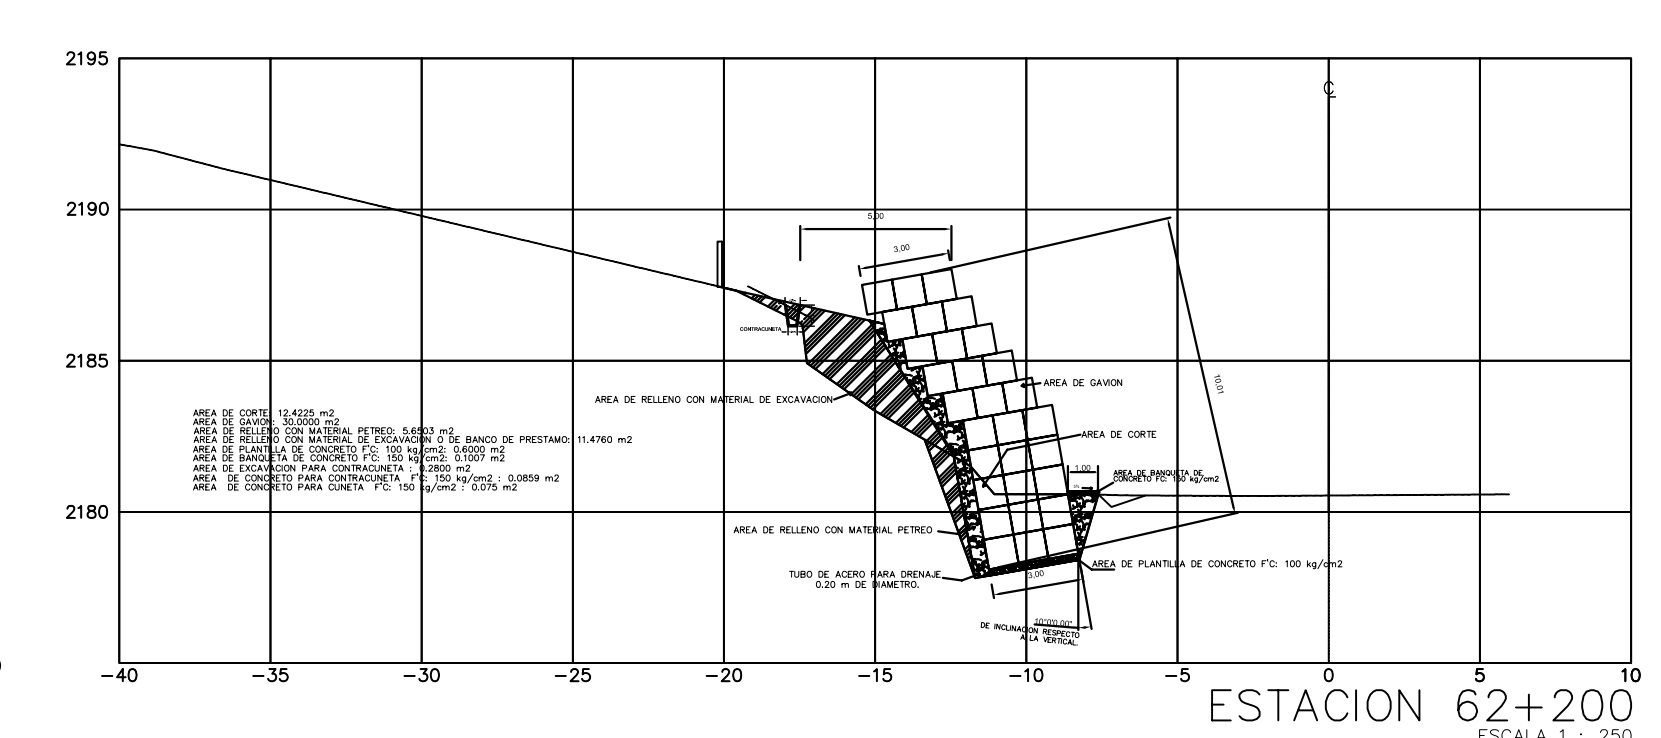 2195
2190
2185
2180
℄
5,00
3,00
10,01
CONTRACUNETA
AREA DE GAVION
AREA DE RELLENO CON MATERIAL DE EXCAVACION
AREA DE CORTE: 12.4225 m2
AREA DE GAVION: 30.0000 m2
AREA DE RELLENO CON MATERIAL PETREO: 5.6503 m2
AREA DE RELLENO CON MATERIAL DE EXCAVACION O DE BANCO DE PRESTAMO: 11.4760 m2
AREA DE PLANTILLA DE CONCRETO F'C: 100 kg/cm2: 0.6000 m2
AREA DE BANQUETA DE CONCRETO F'C: 150 kg/cm2: 0.1007 m2
AREA DE EXCAVACION PARA CONTRACUNETA : 0.2800 m2
AREA DE CONCRETO PARA CONTRACUNETA F'C: 150 kg/cm2 : 0.0859 m2
AREA DE CONCRETO PARA CUNETA F'C: 150 kg/cm2 : 0.075 m2
AREA DE CORTE
1,00
AREA DE BANQUETA DE
CONCRETO FC: 150 kg/cm2
AREA DE RELLENO CON MATERIAL PETREO
AREA DE PLANTILLA DE CONCRETO F'C: 100 kg/cm2
TUBO DE ACERO PARA DRENAJE
0.20 m DE DIAMETRO.
3,00
10°0'0.00"
DE INCLINACION RESPECTO
A LA VERTICAL.
-40 -35 -30 -25 -20 -15 -10 -5 0 5 10
ESTACION 62+200
ESCALA 1 : 250